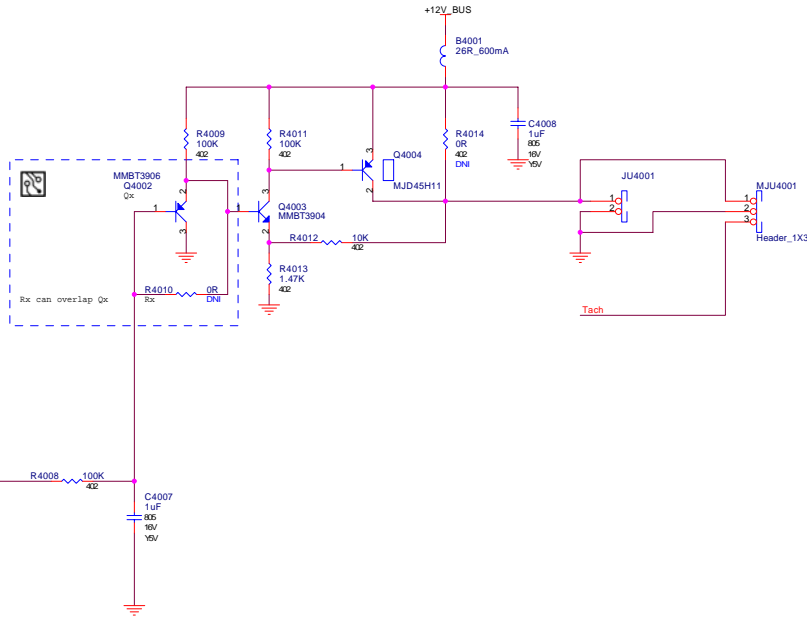 +12V_BUS
B4001
26R_600mA
R4009
100K
402
R4011
100K
402
Q4004
3
1
2
MJD45H11
R4014
0R
402
DNI
C4008
1uF
805
16V
Y5V
MMBT3906
Q4002
Qx
2
1
3
1
3
2
Q4003
MMBT3904
R4012
10K
402
R4013
1.47K
402
JU4001
1
2
MJU4001
1
2
3
Header_1X3
R4010
0R
Rx
DNI
Rx can overlap Qx
Tach
R4008
100K
402
C4007
1uF
805
16V
Y5V